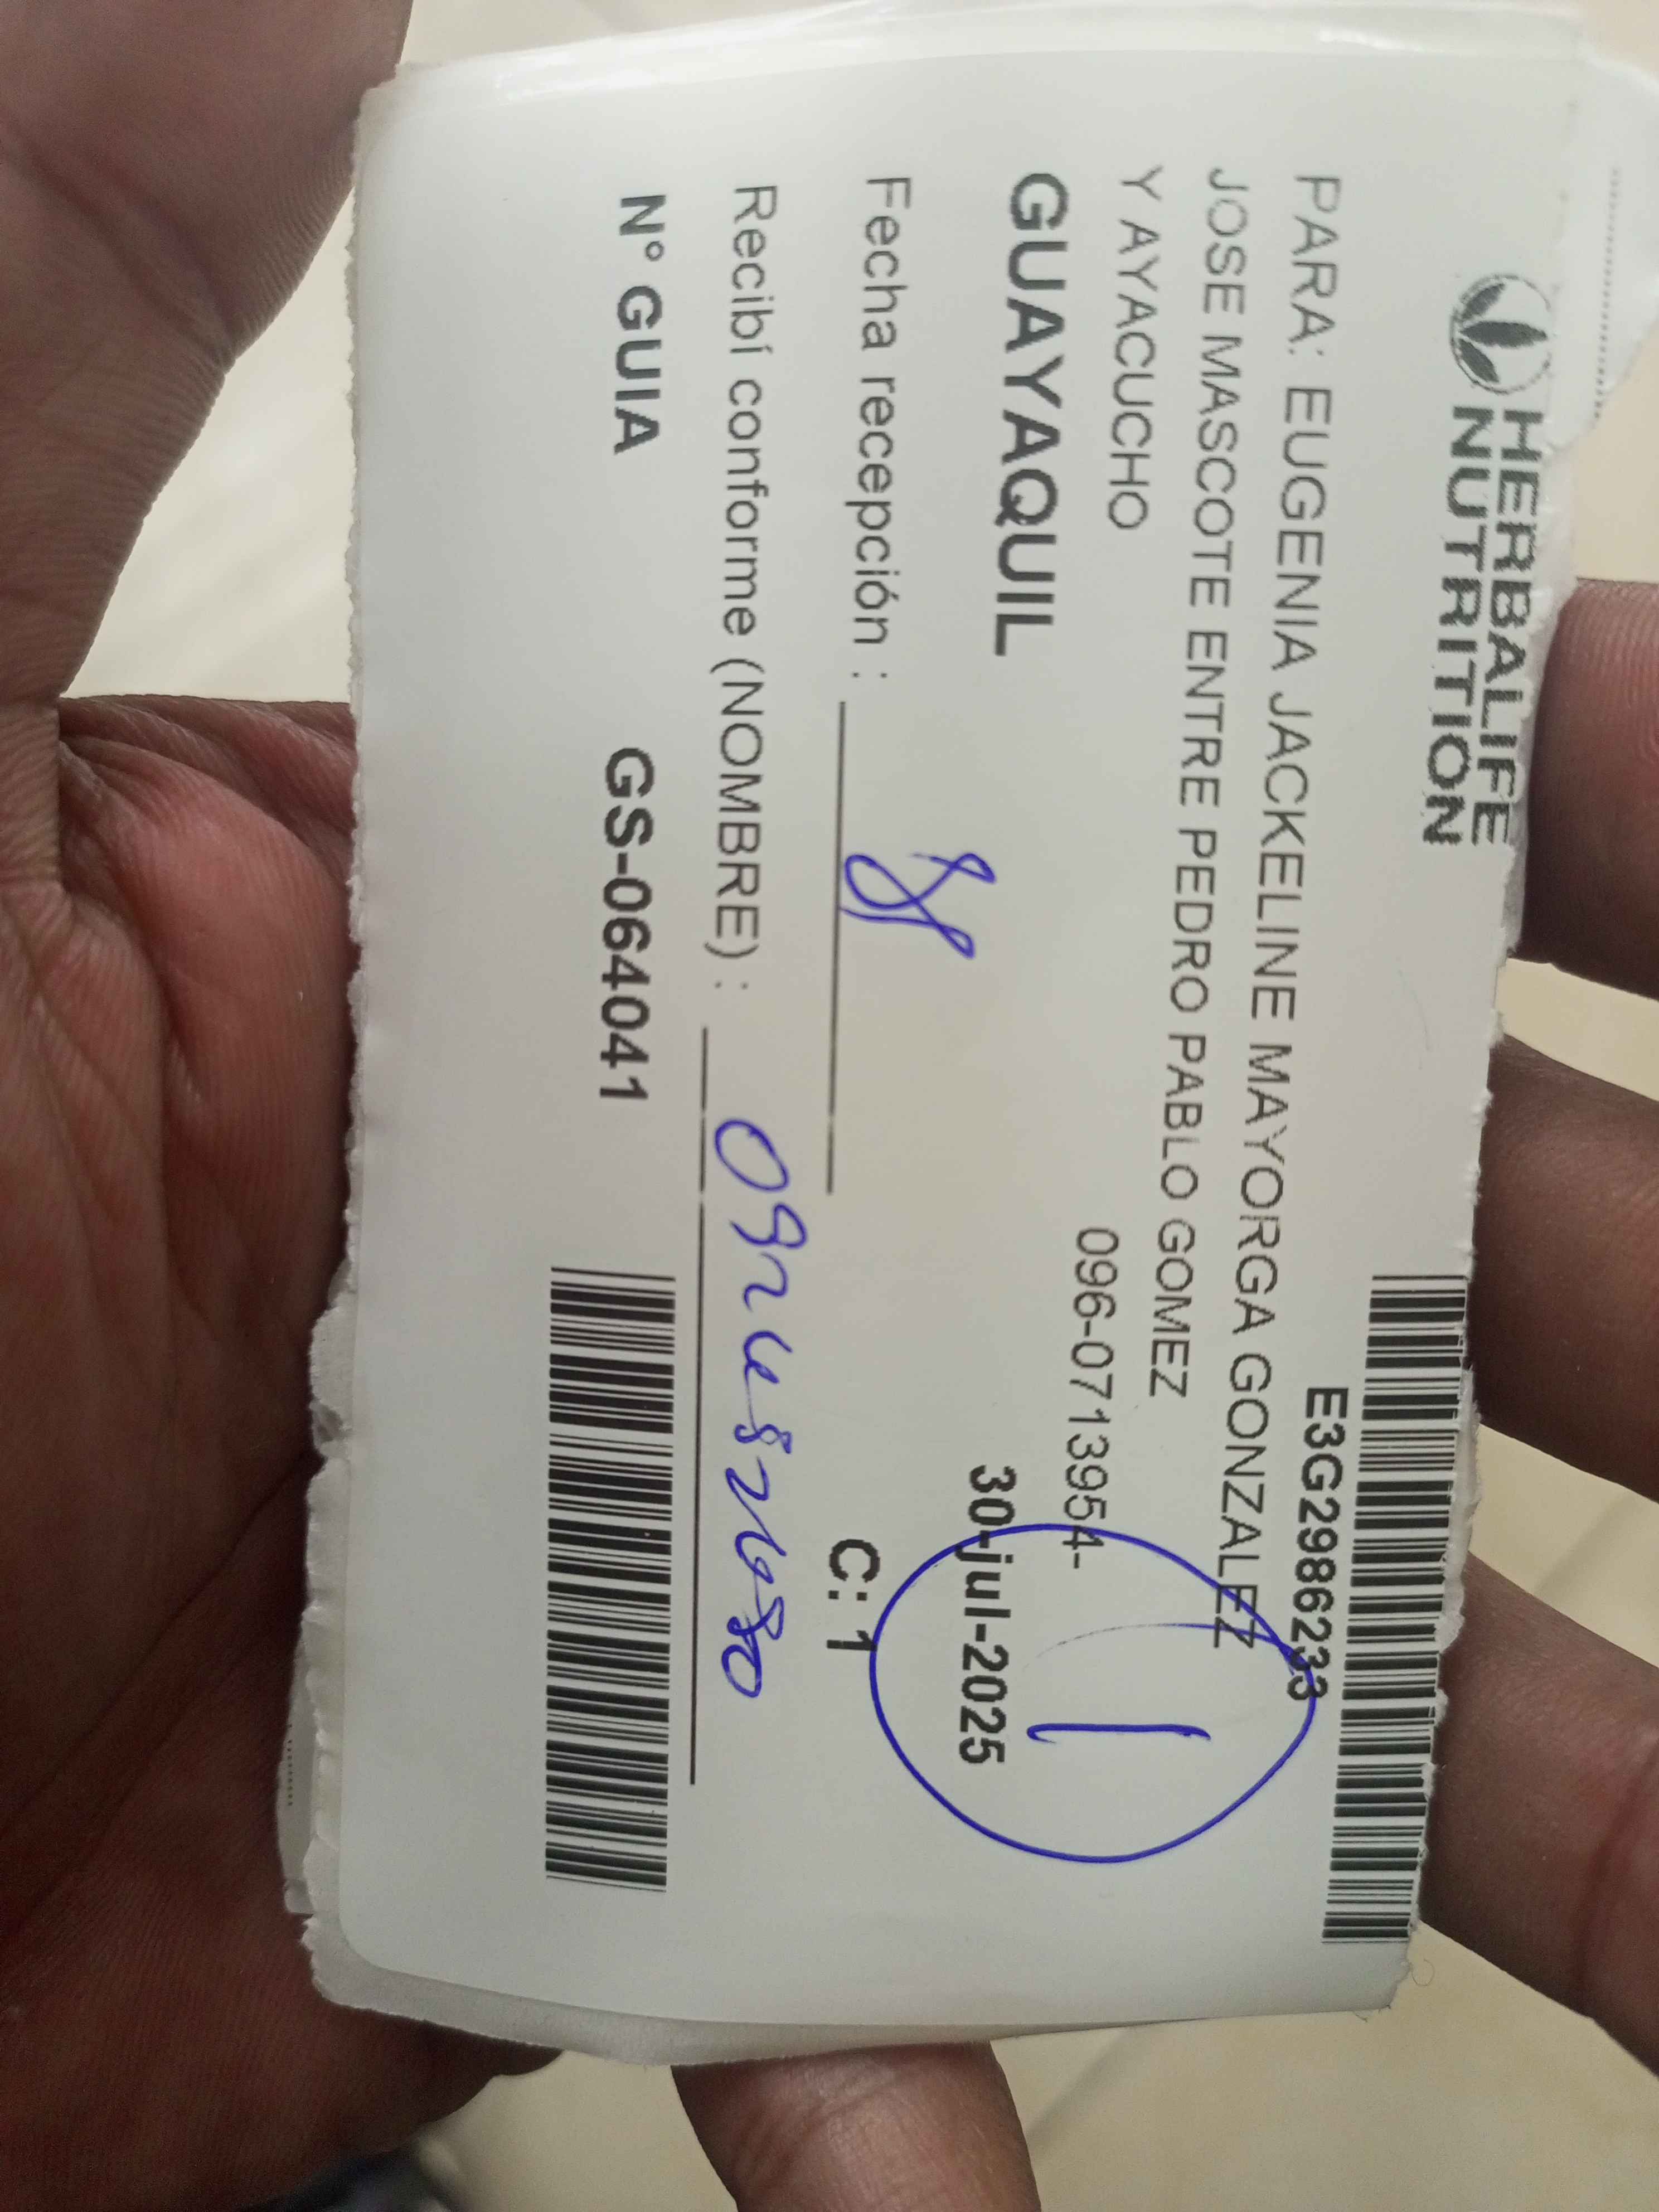 HERBALIFE
NUTRITION
E3G2986233
PARA: EUGENIA JACKELINE MAYORGA GONZALEZ
JOSE MASCOTE ENTRE PEDRO PABLO GOMEZ
Y AYACUCHO
096-0713954-
1
GUAYAQUIL
30-jul-2025
Fecha recepción :
C: 1
Recibí conforme (NOMBRE) :
N° GUIA GS-064041